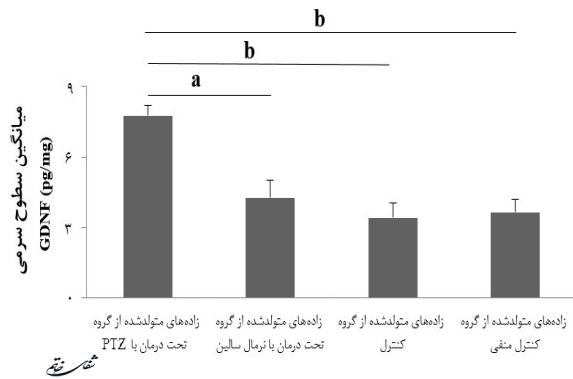 b
b
a
میانگین سطوح سرمی
GDNF (pg/mg)
۹
۶
۳
۰
زاده‌های متولدشده از گروه
تحت درمان با PTZ
زاده‌های متولدشده از گروه
تحت درمان با نرمال سالین
زاده‌های متولدشده از گروه
کنترل
زاده‌های متولدشده از گروه
کنترل منفی
شفای خاتم